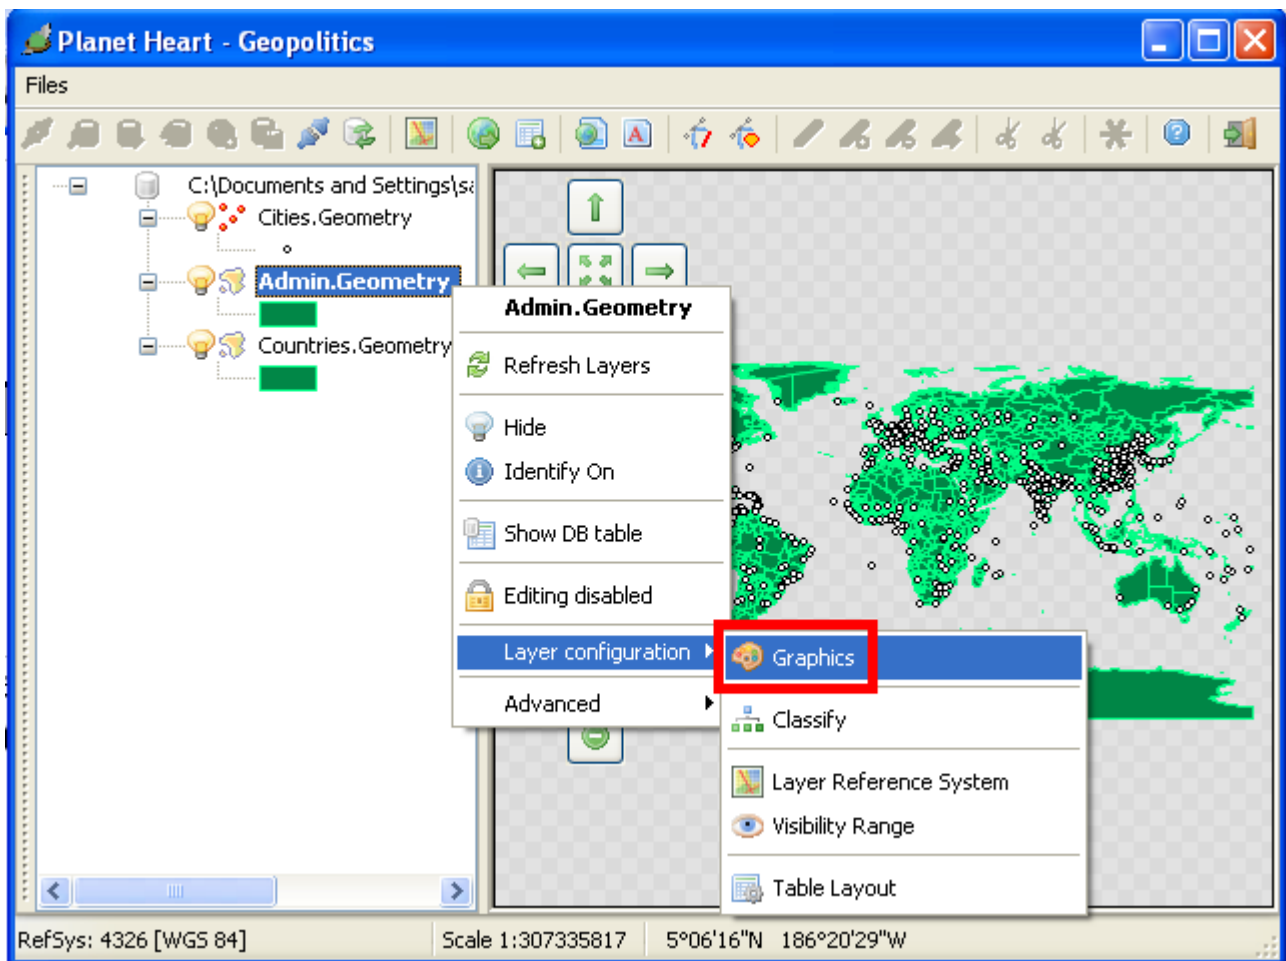 Planet Heart - Geopolitics
Files
C:\Documents and Settings\sa
Cities.Geometry
Admin.Geometry
Countries.Geometry
Admin.Geometry
Refresh Layers
Hide
Identify On
Show DB table
Editing disabled
Layer configuration
Advanced
Graphics
Classify
Layer Reference System
Visibility Range
Table Layout
RefSys: 4326 [WGS 84]
Scale 1:307335817
5°06'16"N 186°20'29"W